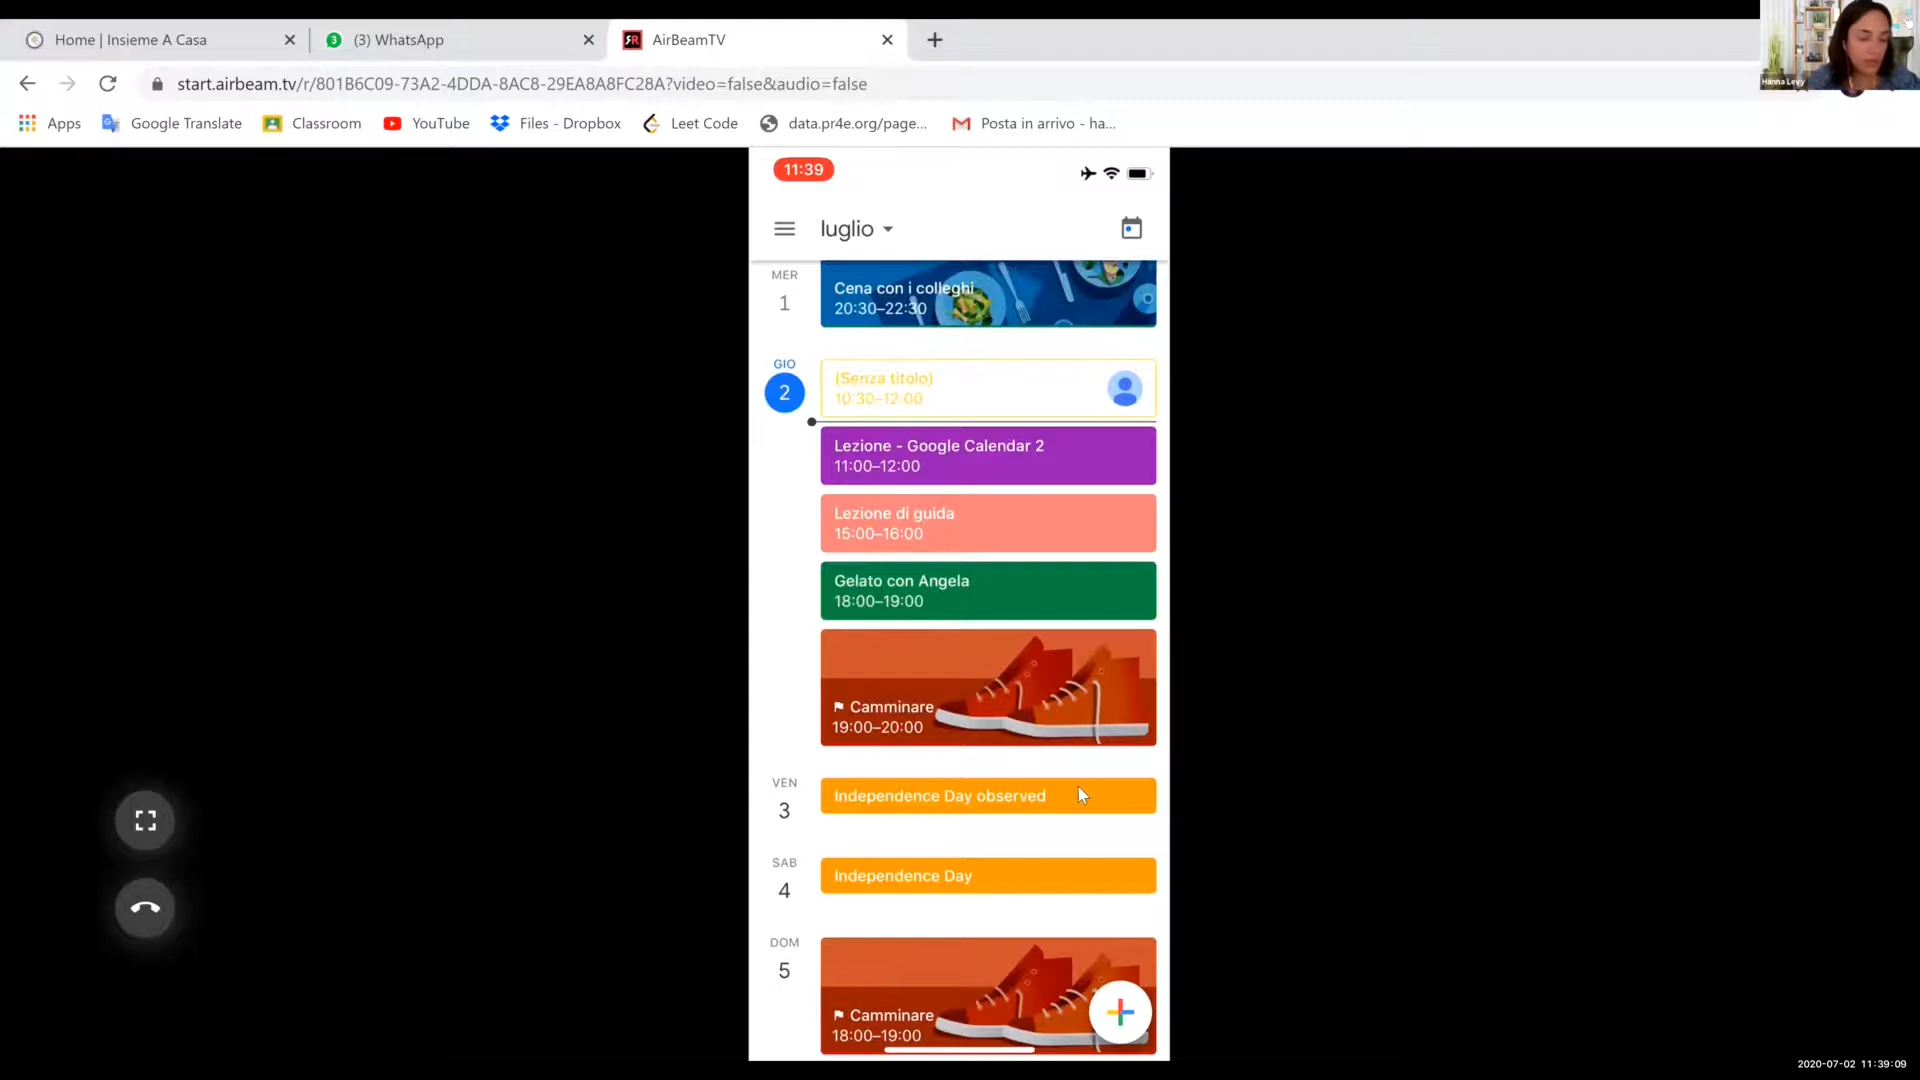 Home | Insieme A Casa
(3) WhatsApp
AirBeamTV
start.airbeam.tv/r/801B6C09-73A2-4DDA-8AC8-29EA8A8FC28A?video=false&audio=false
Apps
Google Translate
Classroom
YouTube
Files - Dropbox
Leet Code
data.pr4e.org/page...
Posta in arrivo - ha...
Hanna Levy
11:39
luglio
MER
1
Cena con i colleghi
20:30–22:30
GIO
2
(Senza titolo)
10:30–12:00
Lezione - Google Calendar 2
11:00–12:00
Lezione di guida
15:00–16:00
Gelato con Angela
18:00–19:00
Camminare
19:00–20:00
VEN
3
Independence Day observed
SAB
4
Independence Day
DOM
5
Camminare
18:00–19:00
2020-07-02 11:39:09